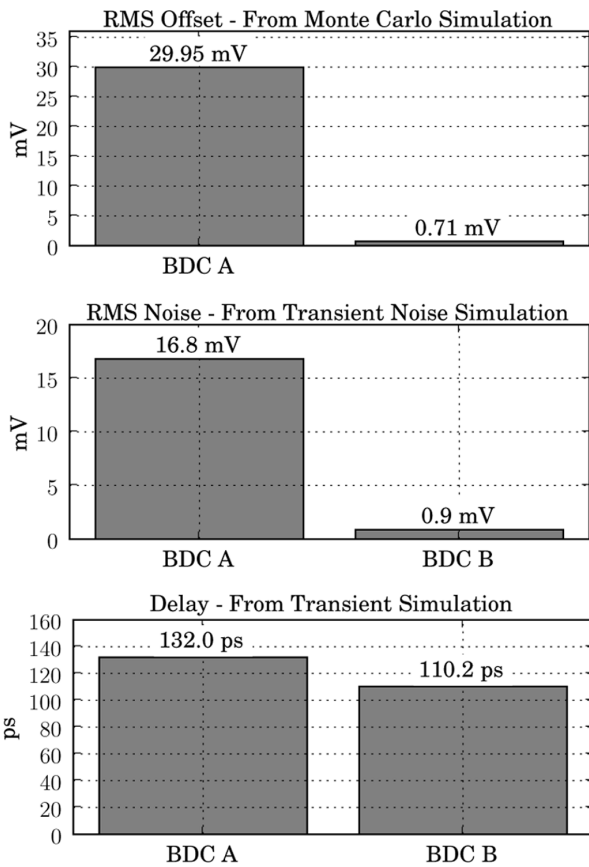 RMS Offset - From Monte Carlo Simulation
35
30
25
20
15
10
5
0
mV
29.95 mV
0.71 mV
BDC A
RMS Noise - From Transient Noise Simulation
20
15
10
5
0
mV
16.8 mV
0.9 mV
BDC A BDC B
Delay - From Transient Simulation
160
140
120
100
80
60
40
20
0
ps
132.0 ps
110.2 ps
BDC A BDC B